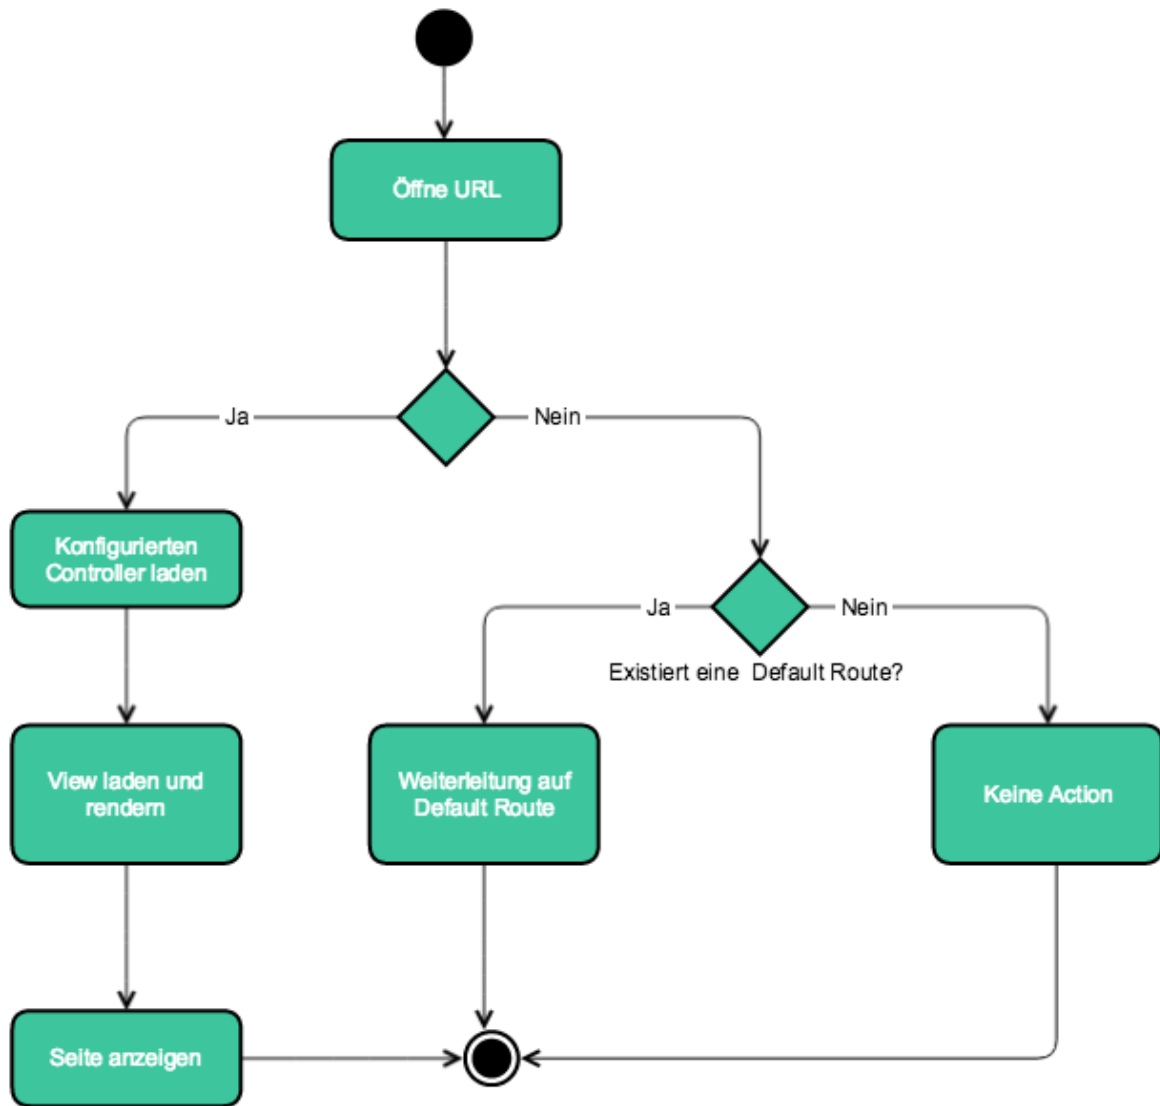 Öffne URL
Ja
Nein
Konfigurierten
Controller laden
Ja
Nein
Existiert eine Default Route?
View laden und
rendern
Weiterleitung auf
Default Route
Keine Action
Seite anzeigen